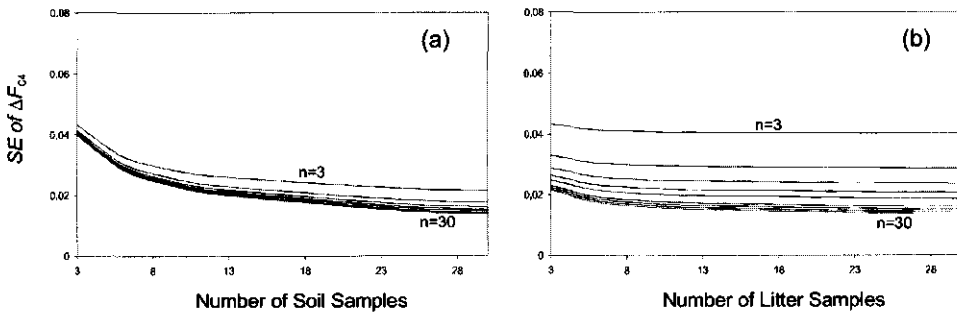 SE of ΔF_C4
0,08
0,06
0,04
0,02
0
3
8
13
18
23
28
(a)
n=3
n=30
Number of Soil Samples
0,08
0,06
0,04
0,02
0
3
8
13
18
23
28
(b)
n=3
n=30
Number of Litter Samples